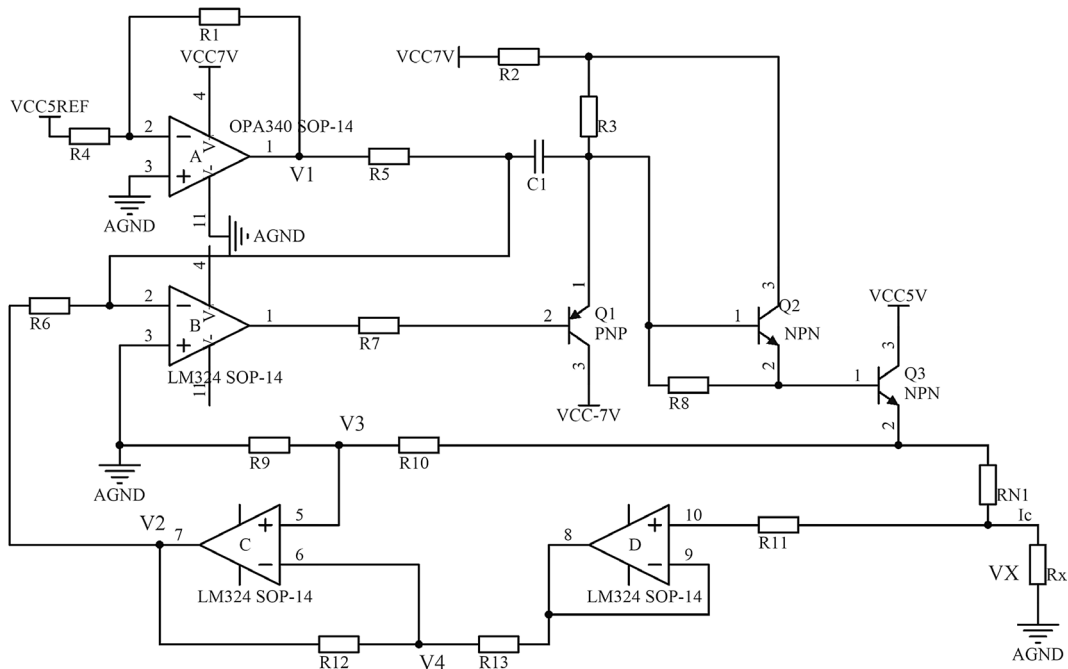 R1
VCC7V
4
VCC5REF
R4
2
3
A
V+
V-
OPA340 SOP-14
1
V1
11
AGND
AGND
R5
C1
VCC7V
R2
R3
R6
4
2
3
B
V+
V-
1
LM324 SOP-14
11
R7
2
1
Q1
PNP
3
VCC-7V
3
Q2
1
NPN
2
R8
VCC5V
3
1
Q3
NPN
2
AGND
R9
V3
R10
RN1
V2
7
C
5
6
LM324 SOP-14
8
D
10
9
LM324 SOP-14
R11
Ic
VX
Rx
AGND
R12
V4
R13